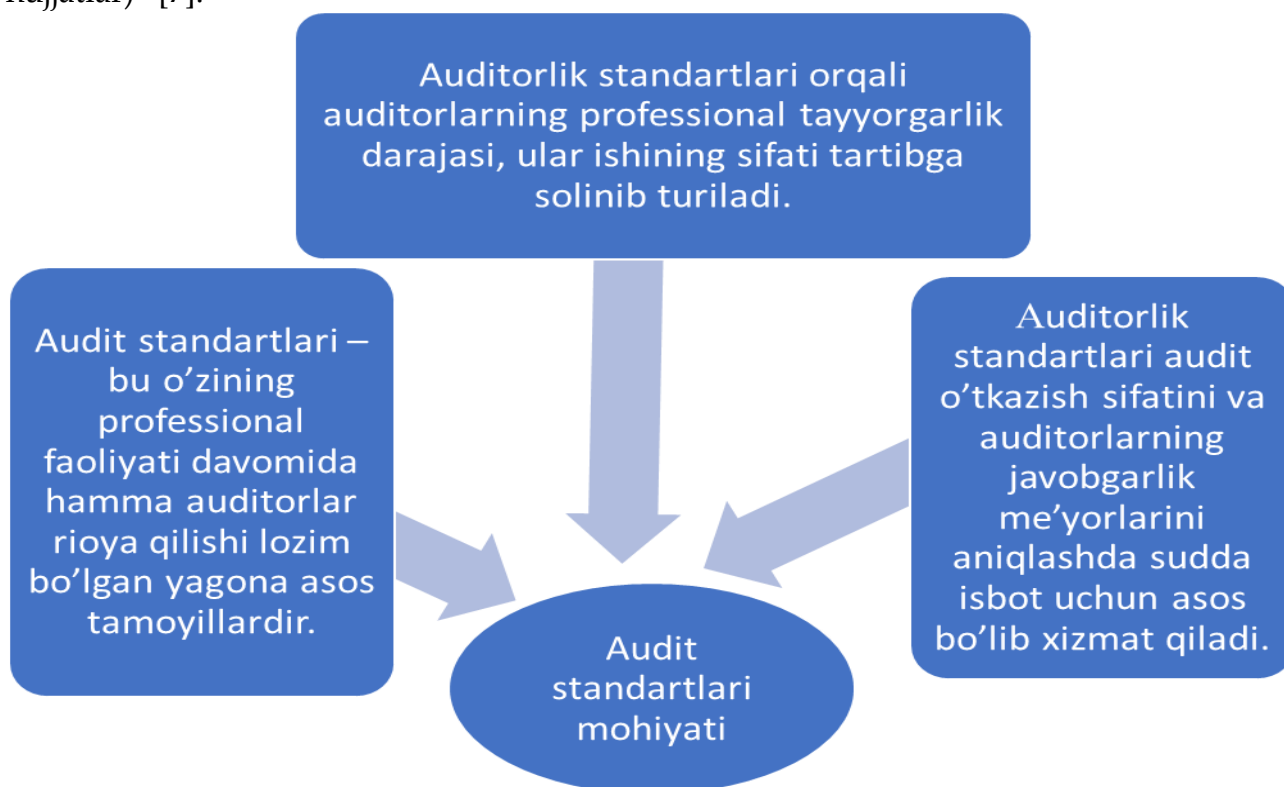 Auditorlik standartlari orqali
auditorlarning professional tayyorgarlik
darajasi, ular ishining sifati tartibga
solinib turiladi.
Audit standartlari –
bu o’zining
professional
faoliyati davomida
hamma auditorlar
rioya qilishi lozim
bo’lgan yagona asos
tamoyillardir.
Auditorlik
standartlari audit
o’tkazish sifatini va
auditorlarning
javobgarlik
me’yorlarini
aniqlashda sudda
isbot uchun asos
bo’lib xizmat qiladi.
Audit
standartlari
mohiyati